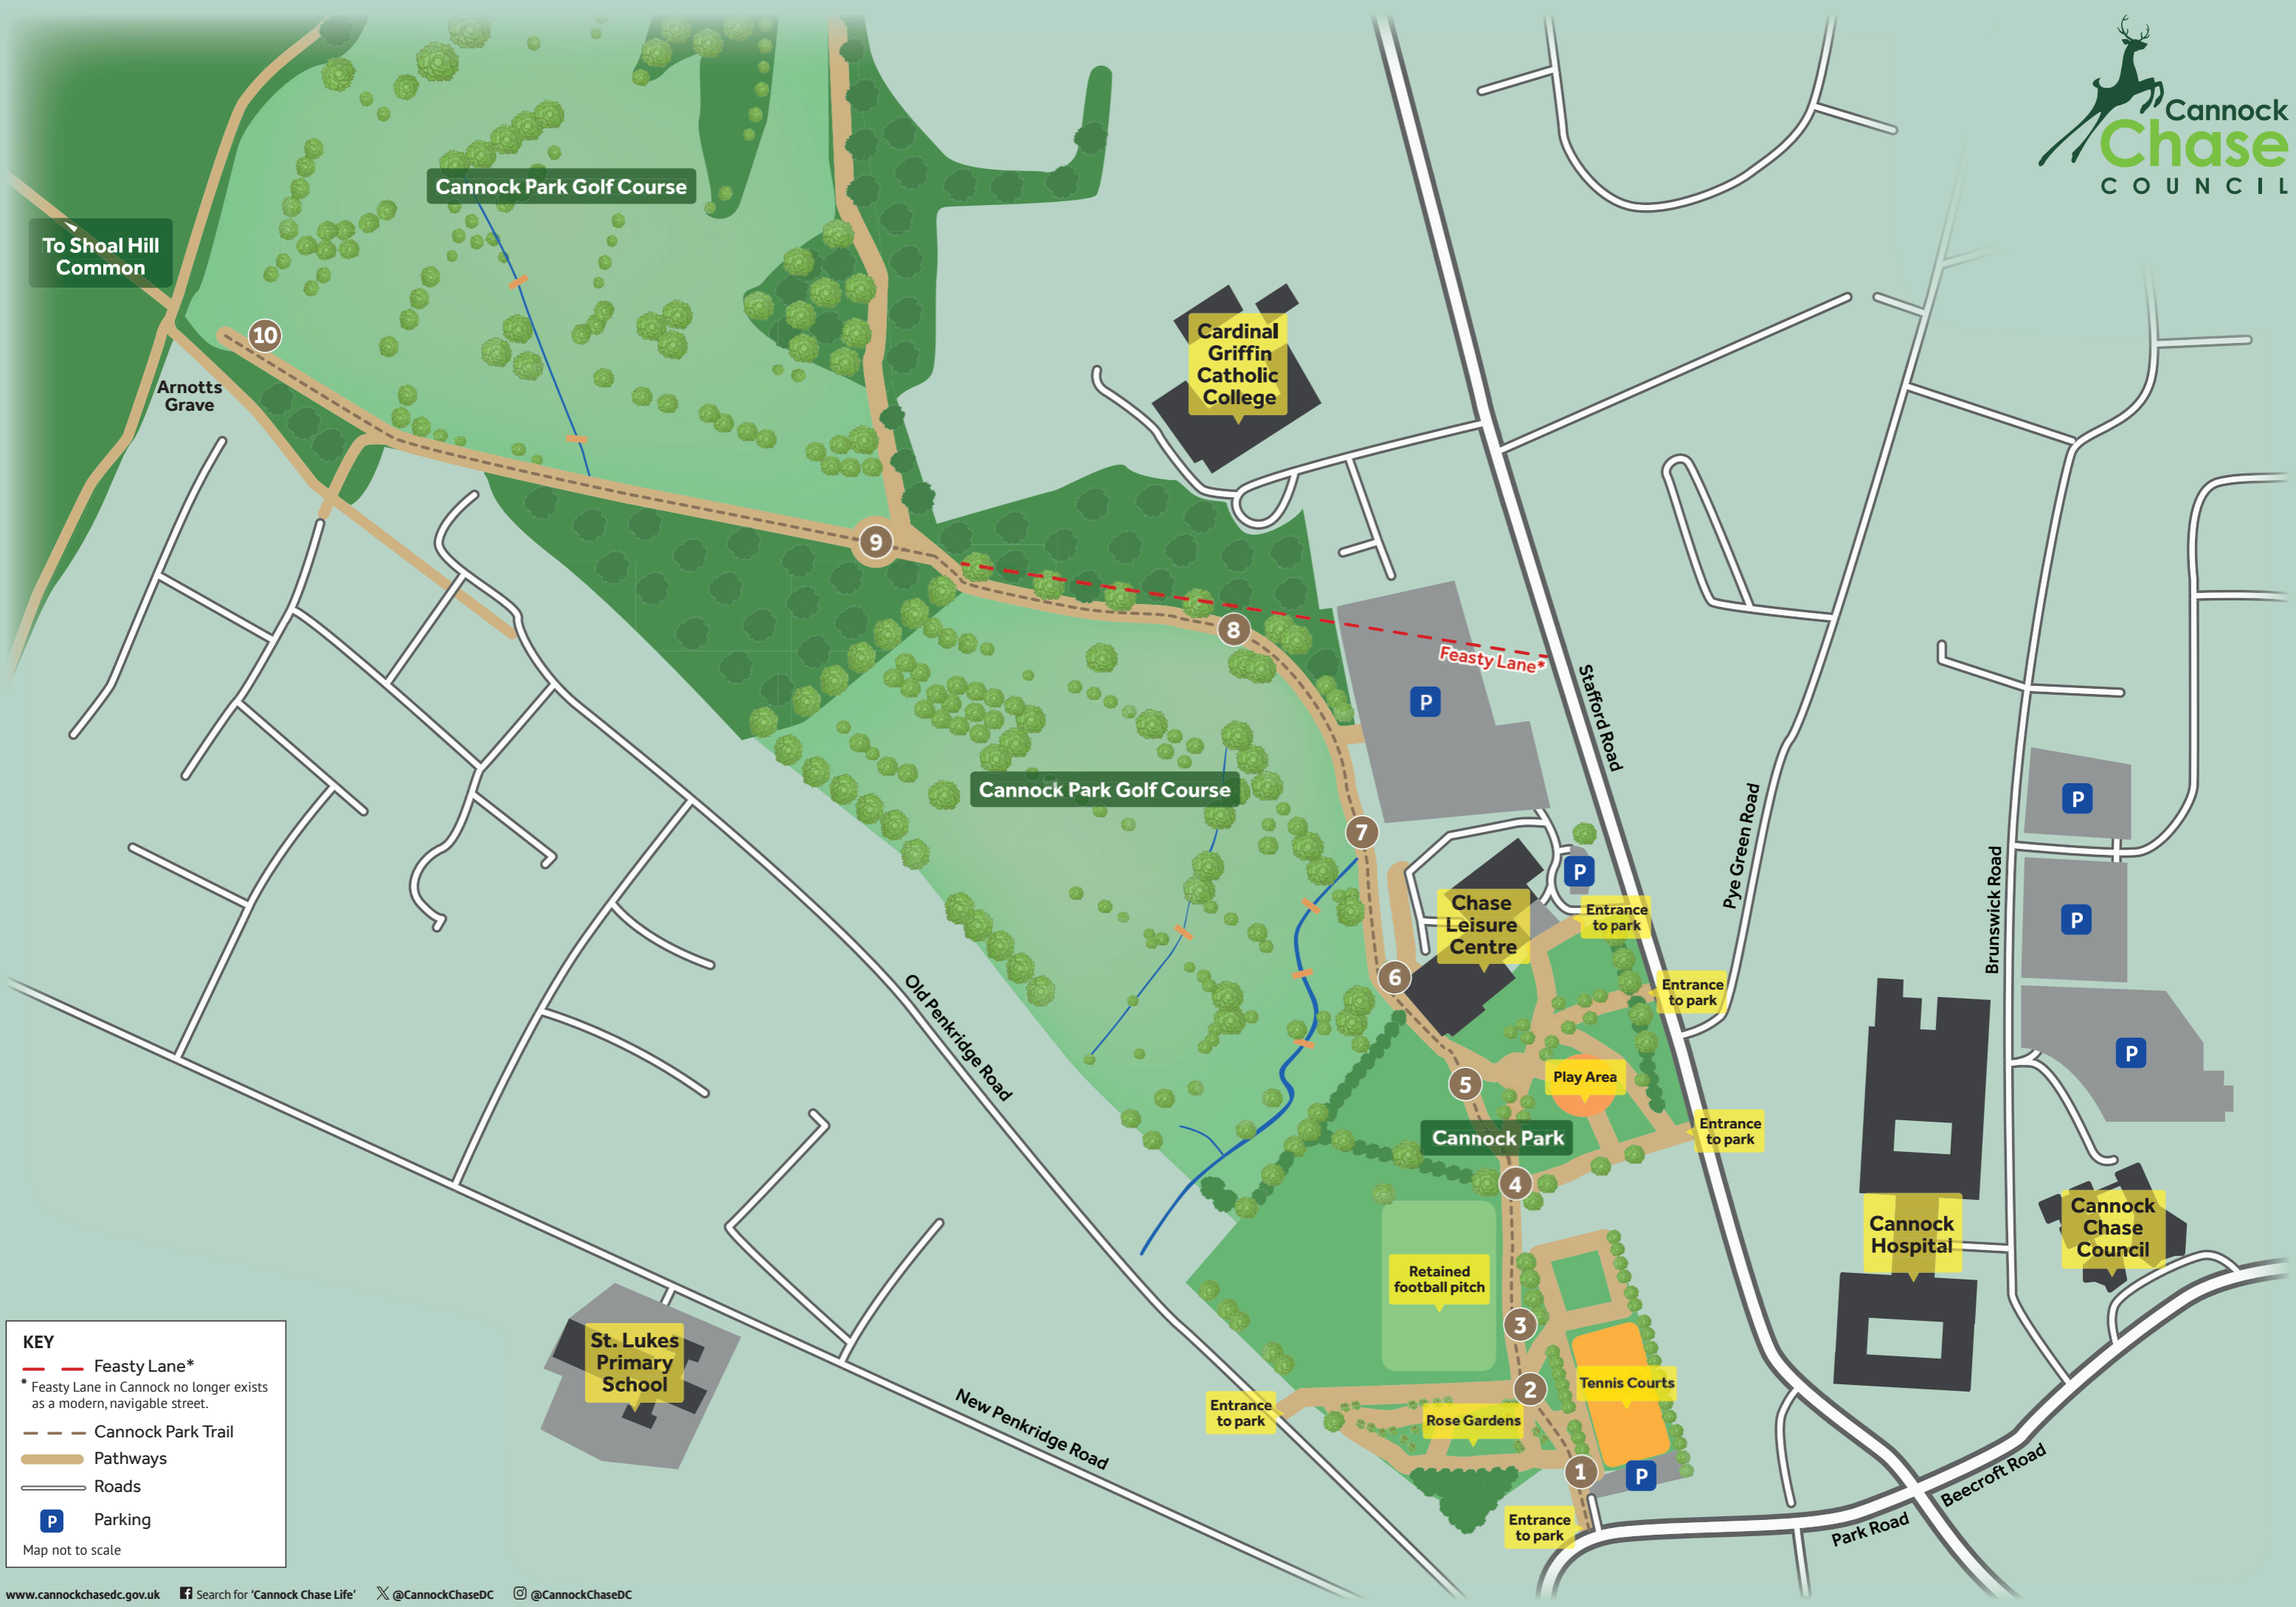 Cannock
Chase
COUNCIL
Cannock Park Golf Course
To Shoal Hill
Common
10
Arnotts
Grave
Cardinal
Griffin
Catholic
College
9
8
Feasty Lane*
Stafford Road
P
Cannock Park Golf Course
7
P
P
Pye Green Road
Brunswick Road
Chase
Leisure
Centre
Entrance
to park
P
6
Entrance
to park
Old Penkridge Road
P
5
Play Area
Cannock Park
Entrance
to park
4
Cannock
Hospital
Cannock
Chase
Council
Retained
football pitch
3
St. Lukes
Primary
School
2
Tennis Courts
Entrance
to park
Rose Gardens
New Penkridge Road
1
P
Beecroft Road
Entrance
to park
Park Road
KEY
Feasty Lane*
* Feasty Lane in Cannock no longer exists
as a modern, navigable street.
Cannock Park Trail
Pathways
Roads
P Parking
Map not to scale
www.cannockchasedc.gov.uk Search for ‘Cannock Chase Life’ @CannockChaseDC @CannockChaseDC